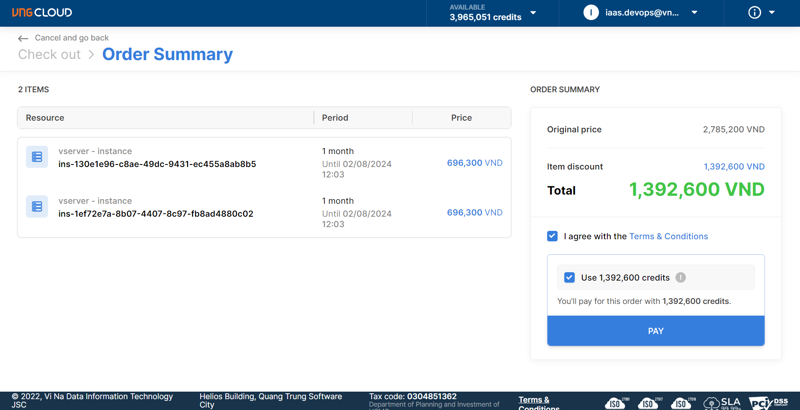 VNG CLOUD
AVAILABLE
3,965,051 credits
I
iaas.devops@vn...
Cancel and go back
Check out > Order Summary
2 ITEMS
Resource Period Price
vserver - instance
ins-130e1e96-c8ae-49dc-9431-ec455a8ab8b5
1 month
Until 02/08/2024
12:03
696,300 VND
vserver - instance
ins-1ef72e7a-8b07-4407-8c97-fb8ad4880c02
1 month
Until 02/08/2024
12:03
696,300 VND
ORDER SUMMARY
Original price 2,785,200 VND
Item discount 1,392,600 VND
Total 1,392,600 VND
I agree with the Terms & Conditions
Use 1,392,600 credits
You'll pay for this order with 1,392,600 credits.
PAY
© 2022, Vi Na Data Information Technology
JSC
Helios Building, Quang Trung Software
City
Tax code: 0304851362
Department of Planning and Investment of
Terms &
Conditions
ISO
ISO
ISO
SLA
PCI DSS